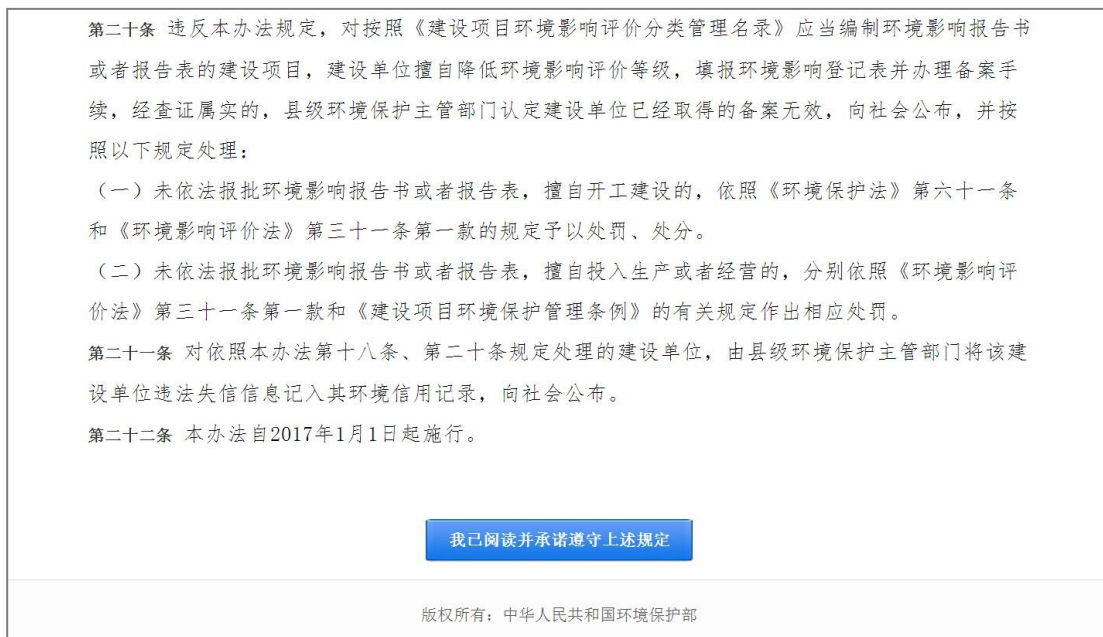 第二十条 违反本办法规定，对按照《建设项目环境影响评价分类管理名录》应当编制环境影响报告书
或者报告表的建设项目，建设单位擅自降低环境影响评价等级，填报环境影响登记表并办理备案手
续，经查证属实的，县级环境保护主管部门认定建设单位已经取得的备案无效，向社会公布，并按
照以下规定处理：
（一）未依法报批环境影响报告书或者报告表，擅自开工建设的，依照《环境保护法》第六十一条
和《环境影响评价法》第三十一条第一款的规定予以处罚、处分。
（二）未依法报批环境影响报告书或者报告表，擅自投入生产或者经营的，分别依照《环境影响评
价法》第三十一条第一款和《建设项目环境保护管理条例》的有关规定作出相应处罚。
第二十一条 对依照本办法第十八条、第二十条规定处理的建设单位，由县级环境保护主管部门将该建
设单位违法失信信息记入其环境信用记录，向社会公布。
第二十二条 本办法自2017年1月1日起施行。
我已阅读并承诺遵守上述规定
版权所有：中华人民共和国环境保护部